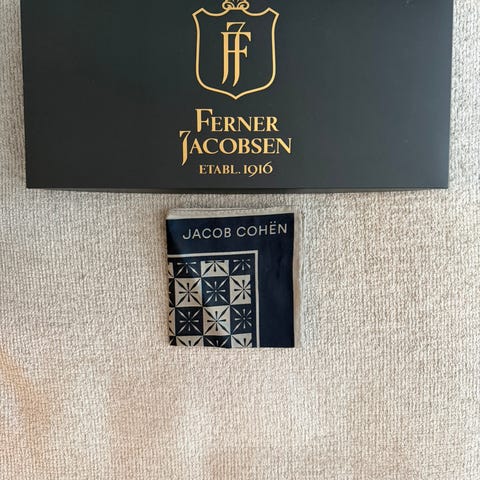 FJ
FERNER
JACOBSEN
ETABL. 1916
JACOB COHËN